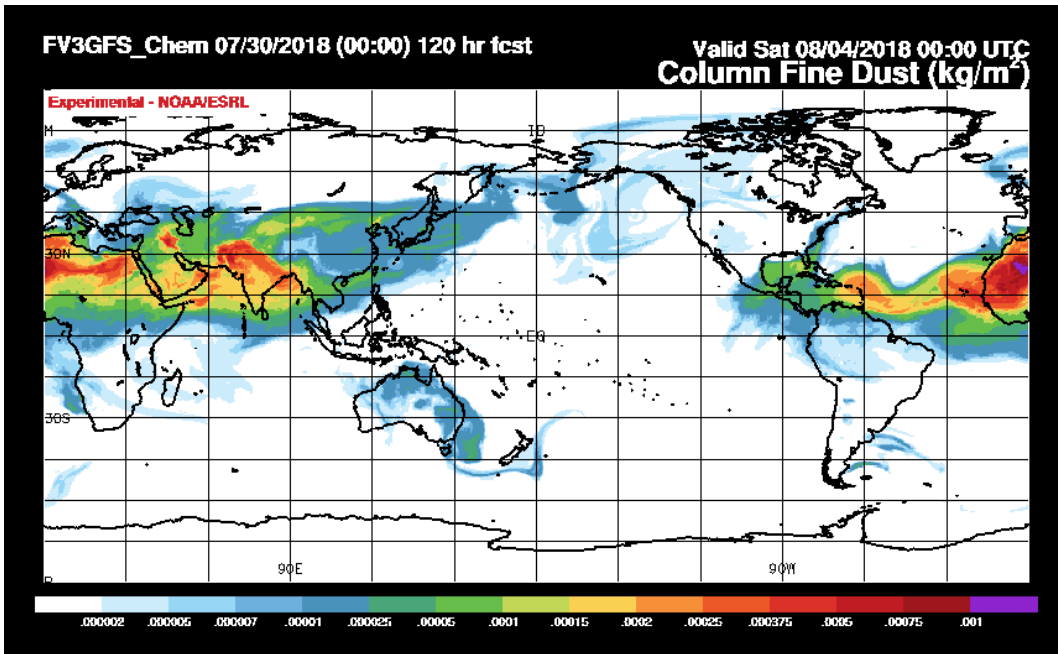 FV3GFS_Chem 07/30/2018 (00:00) 120 hr fcst
Valid Sat 08/04/2018 00:00 UTC
Column Fine Dust (kg/m²)
Experimental - NOAA/ESRL
30N
EQ
30S
90E
90W
.000002 .000005 .000007 .00001 .000025 .00005 .0001 .00015 .0002 .00025 .000375 .0005 .00075 .001